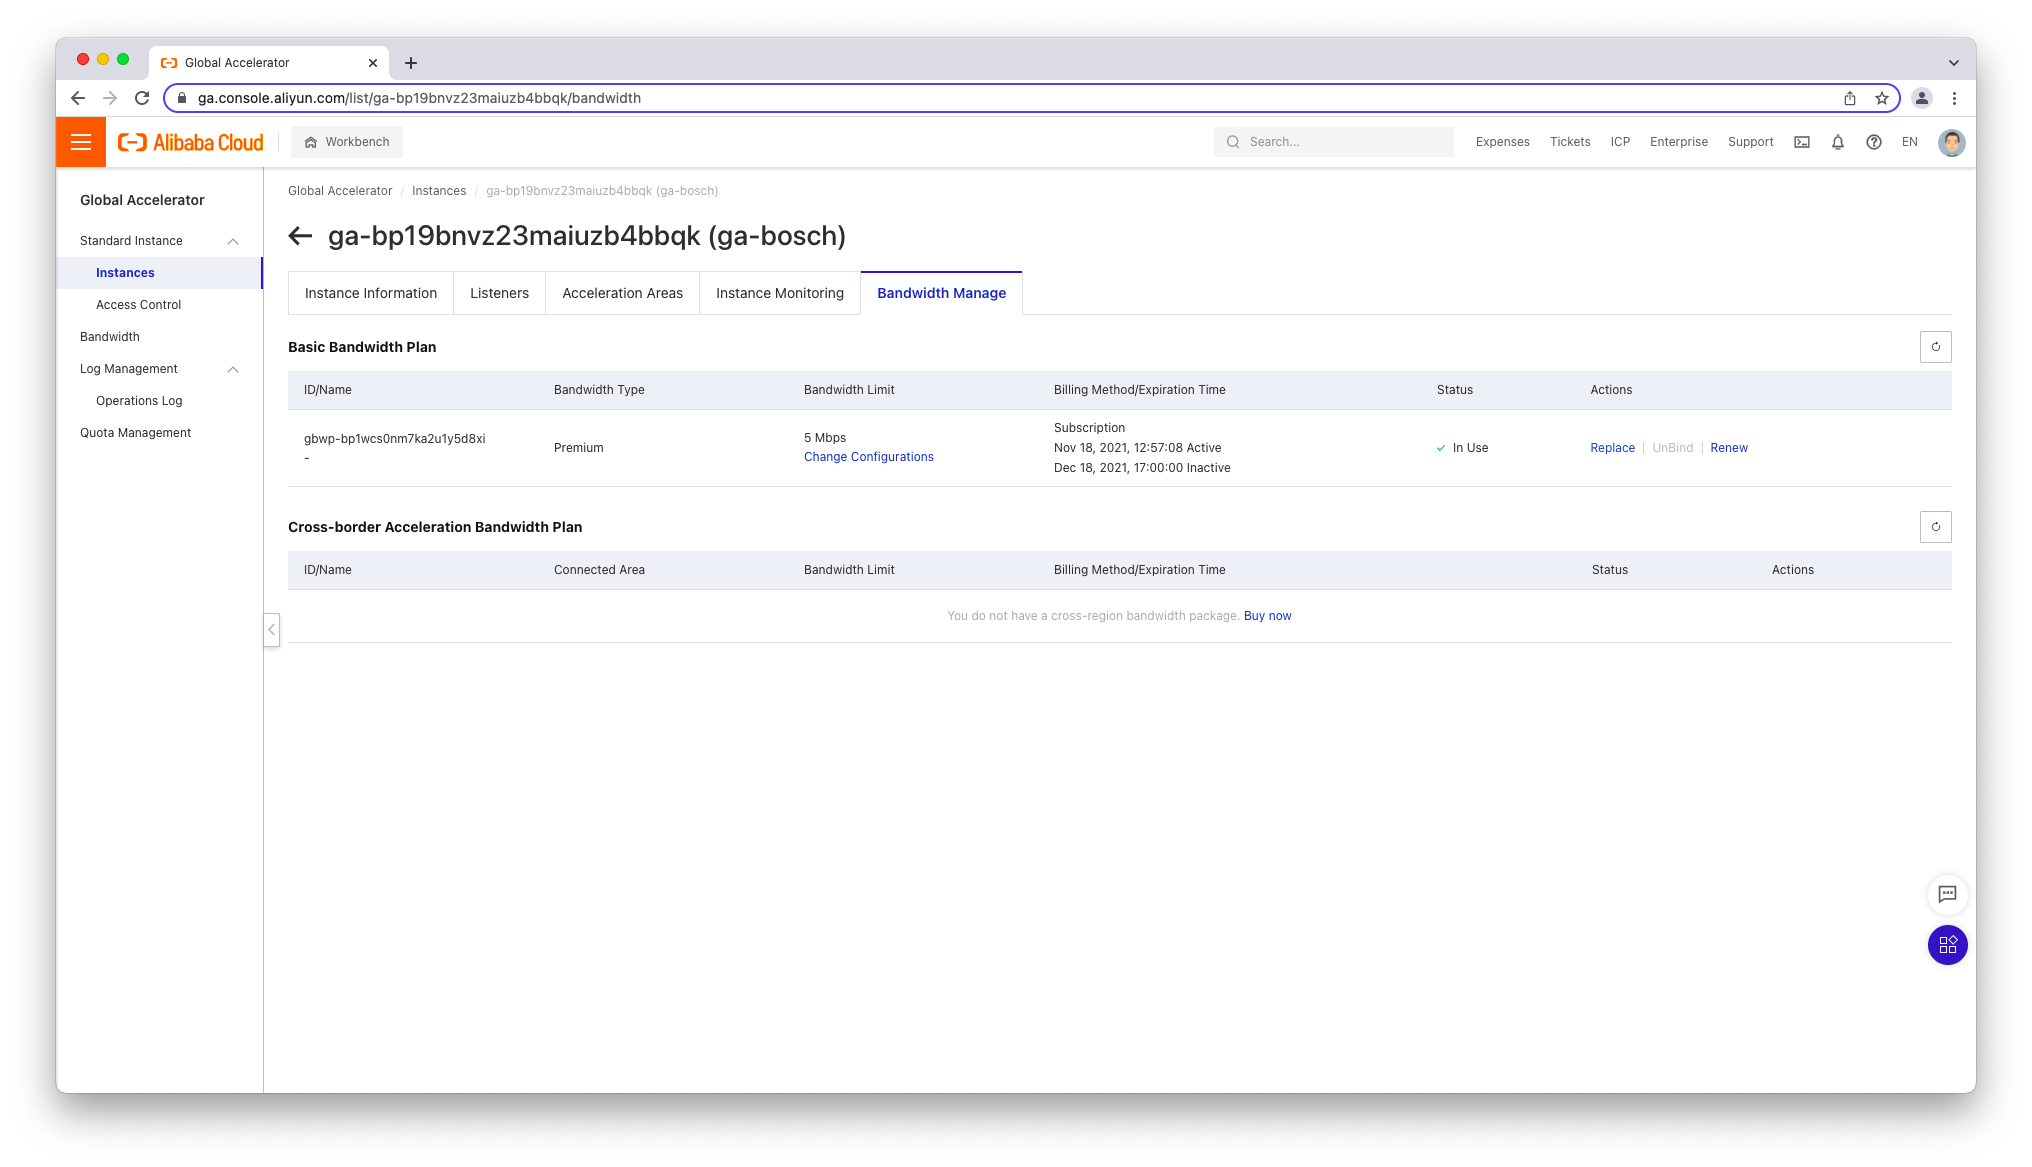 Global Accelerator
ga.console.aliyun.com/list/ga-bp19bnvz23maiuzb4bbqk/bandwidth
Alibaba Cloud
Workbench
Search...
Expenses
Tickets
ICP
Enterprise
Support
EN
Global Accelerator
Standard Instance
Instances
Access Control
Bandwidth
Log Management
Operations Log
Quota Management
Global Accelerator / Instances / ga-bp19bnvz23maiuzb4bbqk (ga-bosch)
ga-bp19bnvz23maiuzb4bbqk (ga-bosch)
Instance Information
Listeners
Acceleration Areas
Instance Monitoring
Bandwidth Manage
Basic Bandwidth Plan
ID/Name
Bandwidth Type
Bandwidth Limit
Billing Method/Expiration Time
Status
Actions
gbwp-bp1wcs0nm7ka2u1y5d8xi
-
Premium
5 Mbps
Change Configurations
Subscription
Nov 18, 2021, 12:57:08 Active
Dec 18, 2021, 17:00:00 Inactive
In Use
Replace | UnBind | Renew
Cross-border Acceleration Bandwidth Plan
ID/Name
Connected Area
Bandwidth Limit
Billing Method/Expiration Time
Status
Actions
You do not have a cross-region bandwidth package. Buy now